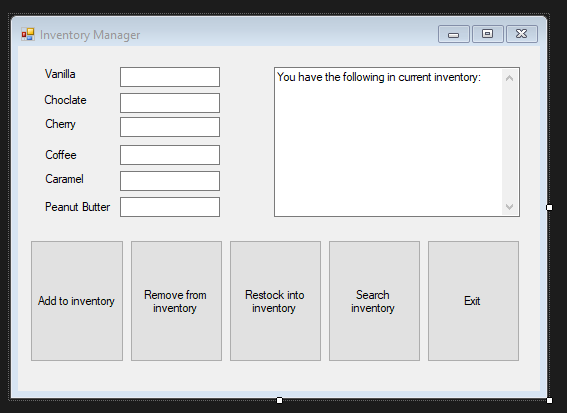 Inventory Manager
Vanilla
You have the following in current inventory:
Choclate
Cherry
Coffee
Caramel
Peanut Butter
Add to inventory
Remove from
inventory
Restock into
inventory
Search
inventory
Exit